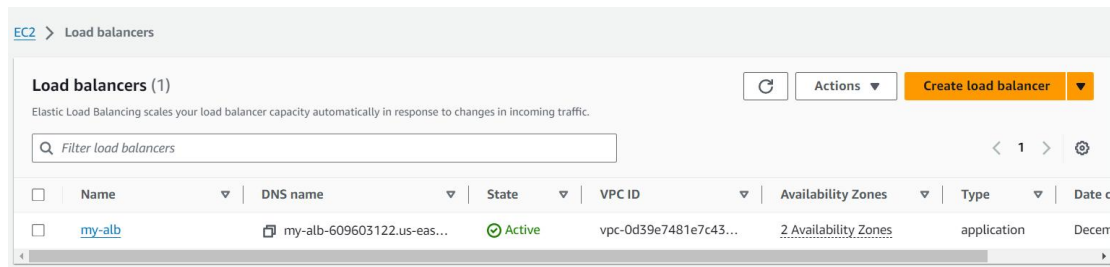 EC2 > Load balancers
Load balancers (1)
Actions
Create load balancer
Elastic Load Balancing scales your load balancer capacity automatically in response to changes in incoming traffic.
Filter load balancers
1
Name DNS name State VPC ID Availability Zones Type Date c
my-alb my-alb-609603122.us-eas... Active vpc-0d39e7481e7c43... 2 Availability Zones application Decem